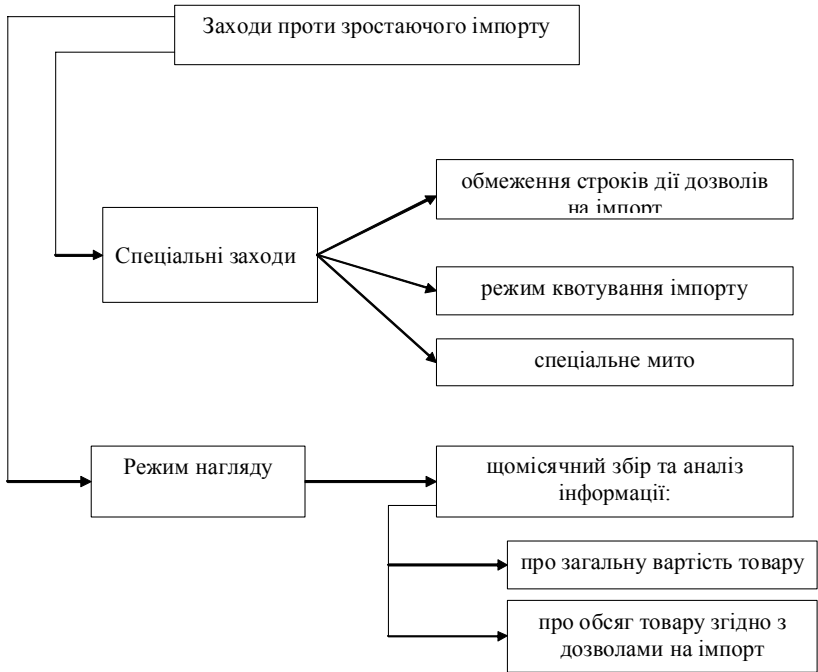 Заходи проти зростаючого імпорту
обмеження строків дії дозволів
на імпорт
Спеціальні заходи
режим квотування імпорту
спеціальне мито
Режим нагляду
щомісячний збір та аналіз
інформації:
про загальну вартість товару
про обсяг товару згідно з
дозволами на імпорт